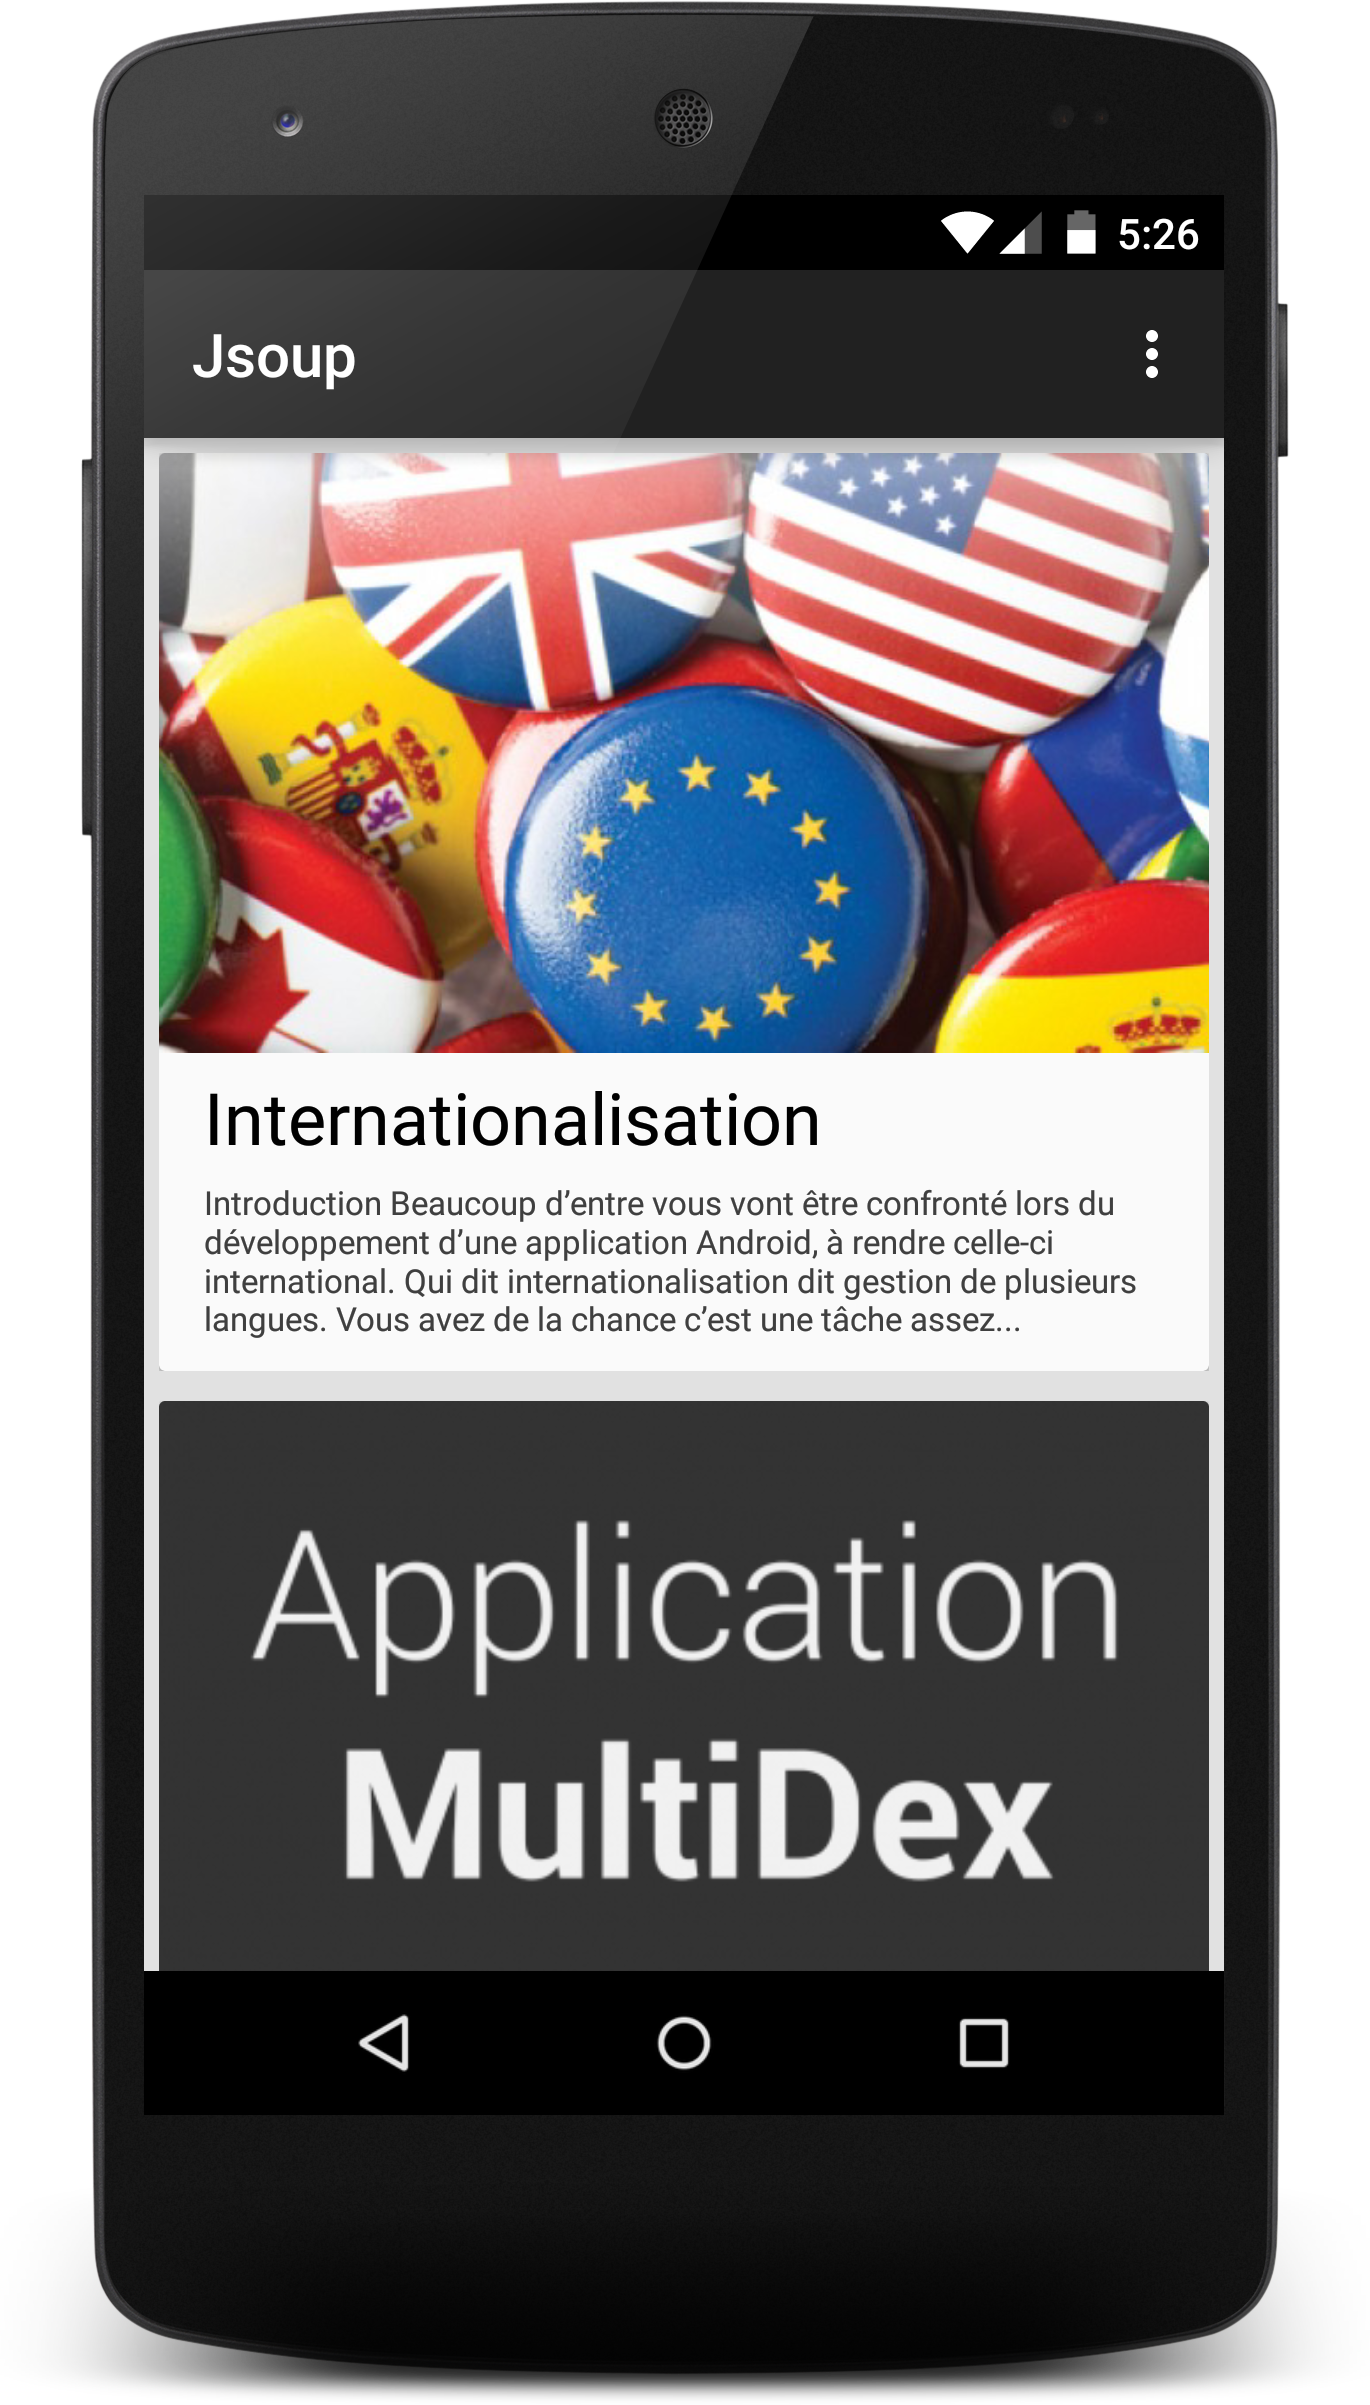 5:26
Jsoup
Internationalisation
Introduction Beaucoup d’entre vous vont être confronté lors du
développement d’une application Android, à rendre celle-ci
international. Qui dit internationalisation dit gestion de plusieurs
langues. Vous avez de la chance c’est une tâche assez...
Application
MultiDex